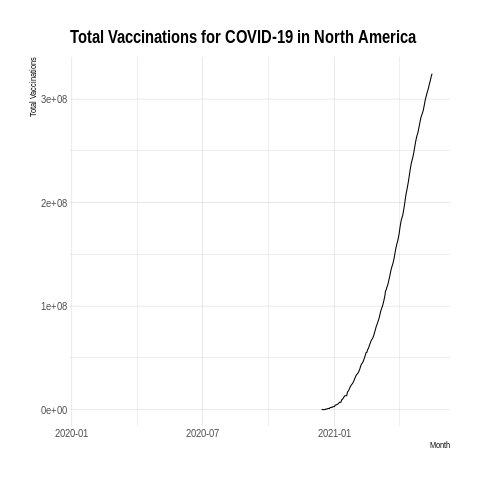 Total Vaccinations for COVID-19 in North America
Total Vaccinations
3e+08
2e+08
1e+08
0e+00
2020-01 2020-07 2021-01
Month